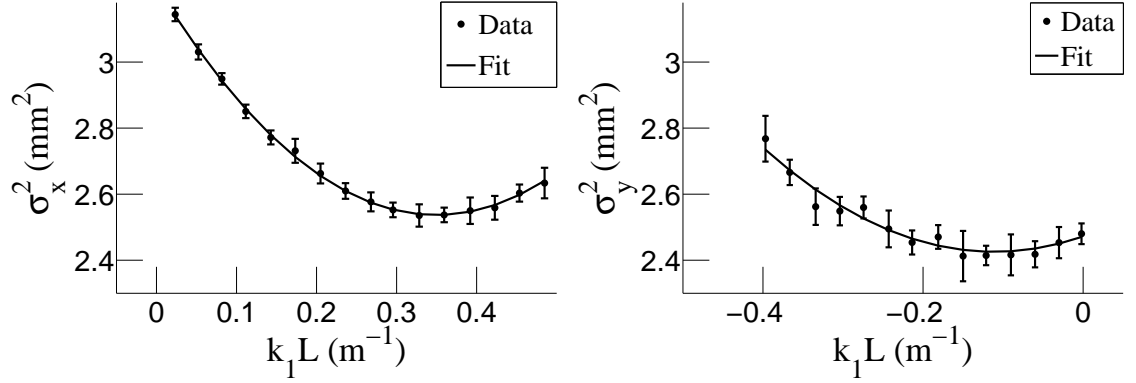 Data
Fit
3
2.8
2.6
2.4
σ²ₓ (mm²)
0
0.1
0.2
0.3
0.4
k₁L (m⁻¹)
Data
Fit
3
2.8
2.6
2.4
σ²ᵧ (mm²)
−0.4
−0.2
0
k₁L (m⁻¹)